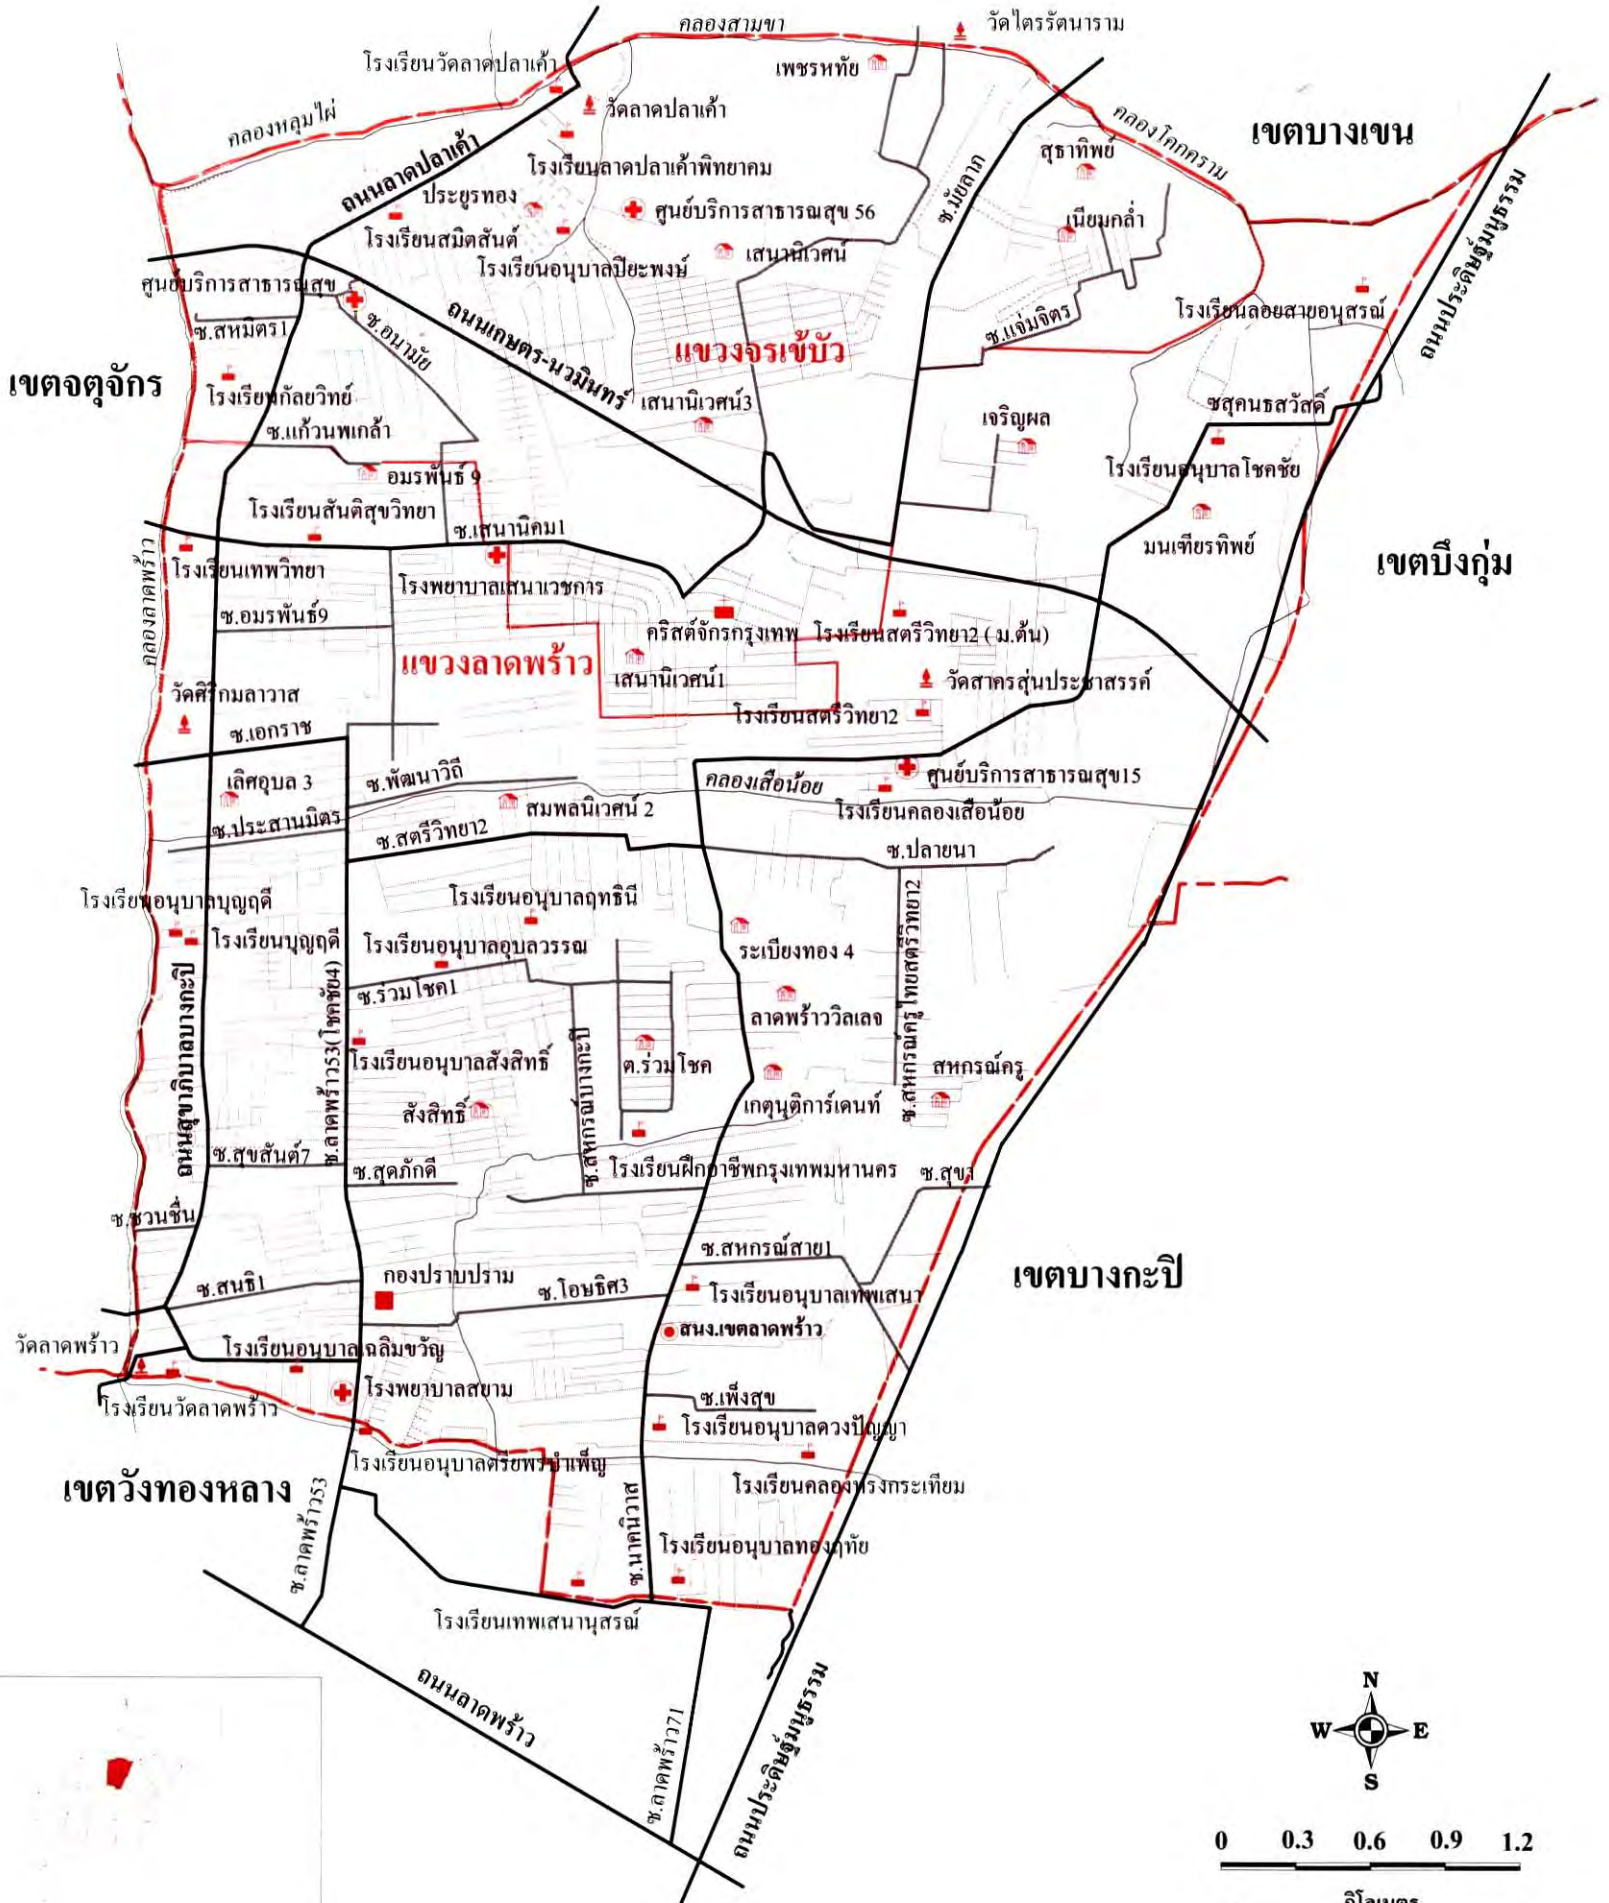 คลองสามขา
วัดไตรรัตนาราม
โรงเรียนวัดลาดปลาเค้า
เพชรหทัย
วัดลาดปลาเค้า
คลองหลุมไผ่
คลองโคกคราม
เขตบางเขน
ถนนลาดปลาเค้า
โรงเรียนลาดปลาเค้าพิทยาคม
สุธาทิพย์
ซ.มัยลาภ
ประยูรทอง
ศูนย์บริการสาธารณสุข 56
เนียมกล่ำ
โรงเรียนสมิตสันต์
เสนานิเวศน์
โรงเรียนอนุบาลปิยะพงษ์
ถนนประดิษฐ์มนูธรรม
ศูนย์บริการสาธารณสุข
โรงเรียนลอยสายอนุสรณ์
ซ.สหมิตร1
ซ.อนามัย
ถนนเกษตร-นวมินทร์
ซ.แจ่มจิตร
แขวงจรเข้บัว
เขตจตุจักร
โรงเรียนกัลยวิทย์
เสนานิเวศน์3
ซสุคนธสวัสดิ์
เจริญผล
ซ.แก้วนพเกล้า
อมรพันธ์ 9
โรงเรียนอนุบาลโชคชัย
โรงเรียนสันติสุขวิทยา
ซ.เสนานิคม1
มนเฑียรทิพย์
เขตบึงกุ่ม
คลองลาดพร้าว
โรงเรียนเทพวิทยา
โรงพยาบาลเสนาเวชการ
ซ.อมรพันธ์9
คริสต์จักรกรุงเทพ
โรงเรียนสตรีวิทยา2 ( ม.ต้น)
แขวงลาดพร้าว
เสนานิเวศน์1
วัดสาครสุ่นประชาสรรค์
วัดศิริกมลาวาส
โรงเรียนสตรีวิทยา2
ซ.เอกราช
เลิศอุบล 3
ซ.พัฒนาวิถี
คลองเสือน้อย
ศูนย์บริการสาธารณสุข15
สมพลนิเวศน์ 2
โรงเรียนคลองเสือน้อย
ซ.ประสานมิตร
ซ.สตรีวิทยา2
ซ.ปลายนา
โรงเรียนอนุบาลบุญฤดี
โรงเรียนอนุบาลฤทธินี
โรงเรียนบุญฤดี
โรงเรียนอนุบาลอุบลวรรณ
ระเบียงทอง 4
ซ.สหกรณ์ครูไทยสตรีวิทยา2
ถนนสุขาภิบาลบางกะปิ
ซ.ลาดพร้าว53(โชคชัย4)
ซ.ร่วมโชค1
ลาดพร้าววิลเลจ
โรงเรียนอนุบาลสังสิทธิ์
ซ.สหกรณ์บางกะปิ
ต.ร่วมโชค
สหกรณ์ครู
สังสิทธิ์
เกตุนุติการ์เดนท์
ซ.สุขสันต์7
ซ.สุดภักดี
โรงเรียนฝึกอาชีพกรุงเทพมหานคร
ซ.สุข1
ซ.ชวนชื่น
ซ.สหกรณ์สาย1
ซ.สนธิ1
กองปราบปราม
ซ.โอษธิศ3
โรงเรียนอนุบาลเทพเสนา
เขตบางกะปิ
สนง.เขตลาดพร้าว
วัดลาดพร้าว
โรงเรียนอนุบาลเฉลิมขวัญ
โรงพยาบาลสยาม
ซ.เพ็งสุข
โรงเรียนวัดลาดพร้าว
โรงเรียนอนุบาลดวงปัญญา
โรงเรียนอนุบาลตรียพรบำเพ็ญ
เขตวังทองหลาง
โรงเรียนคลองทรงกระเทียม
ซ.ลาดพร้าว53
ซ.นาคนิวาส
โรงเรียนอนุบาลทองฤทัย
โรงเรียนเทพเสนานุสรณ์
ถนนลาดพร้าว
ซ.ลาดพร้าว71
ถนนประดิษฐ์มนูธรรม
N
W E
S
0 0.3 0.6 0.9 1.2